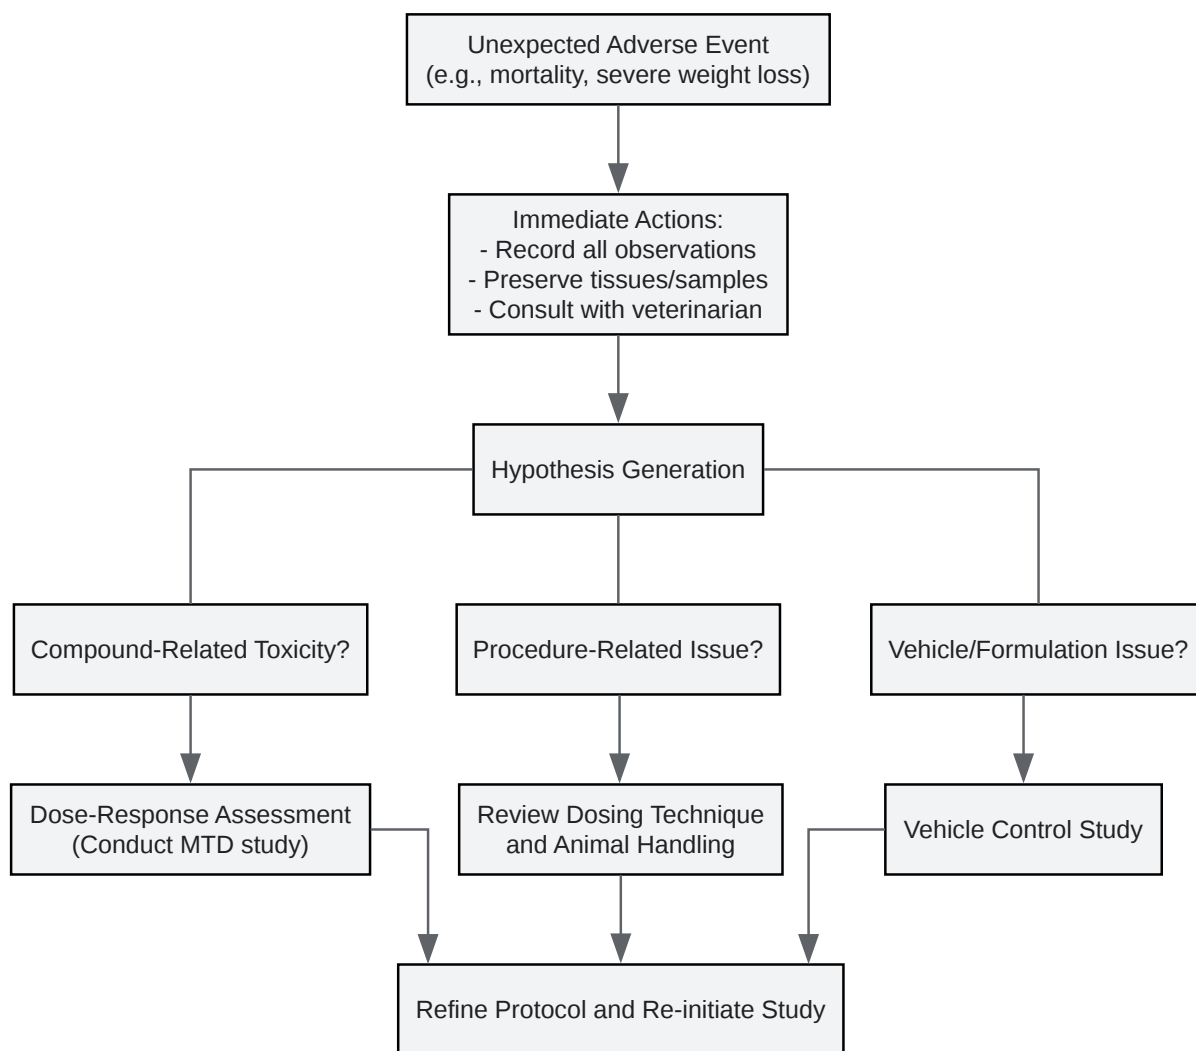 Unexpected Adverse Event
(e.g., mortality, severe weight loss)
Immediate Actions:
- Record all observations
- Preserve tissues/samples
- Consult with veterinarian
Hypothesis Generation
Compound-Related Toxicity?
Procedure-Related Issue?
Vehicle/Formulation Issue?
Dose-Response Assessment
(Conduct MTD study)
Review Dosing Technique
and Animal Handling
Vehicle Control Study
Refine Protocol and Re-initiate Study